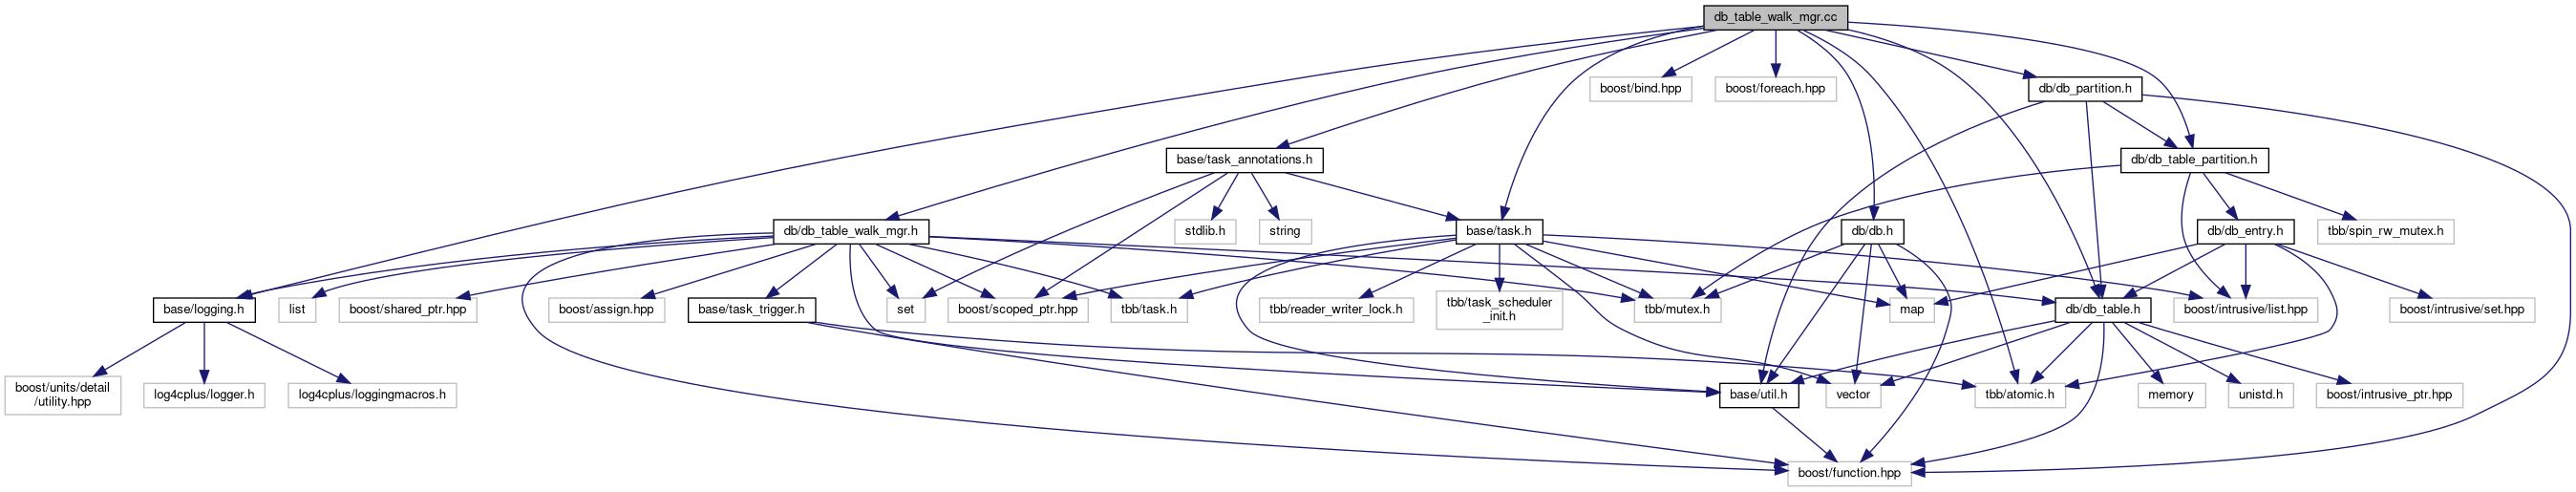 db_table_walk_mgr.cc
boost/bind.hpp
boost/foreach.hpp
db/db_partition.h
base/task_annotations.h
db/db_table_partition.h
db/db_table_walk_mgr.h
stdlib.h
string
base/task.h
db/db.h
db/db_entry.h
tbb/spin_rw_mutex.h
base/logging.h
list
boost/shared_ptr.hpp
boost/assign.hpp
base/task_trigger.h
set
boost/scoped_ptr.hpp
tbb/task.h
tbb/reader_writer_lock.h
tbb/task_scheduler
_init.h
tbb/mutex.h
map
db/db_table.h
boost/intrusive/list.hpp
boost/intrusive/set.hpp
boost/units/detail
/utility.hpp
log4cplus/logger.h
log4cplus/loggingmacros.h
base/util.h
vector
tbb/atomic.h
memory
unistd.h
boost/intrusive_ptr.hpp
boost/function.hpp